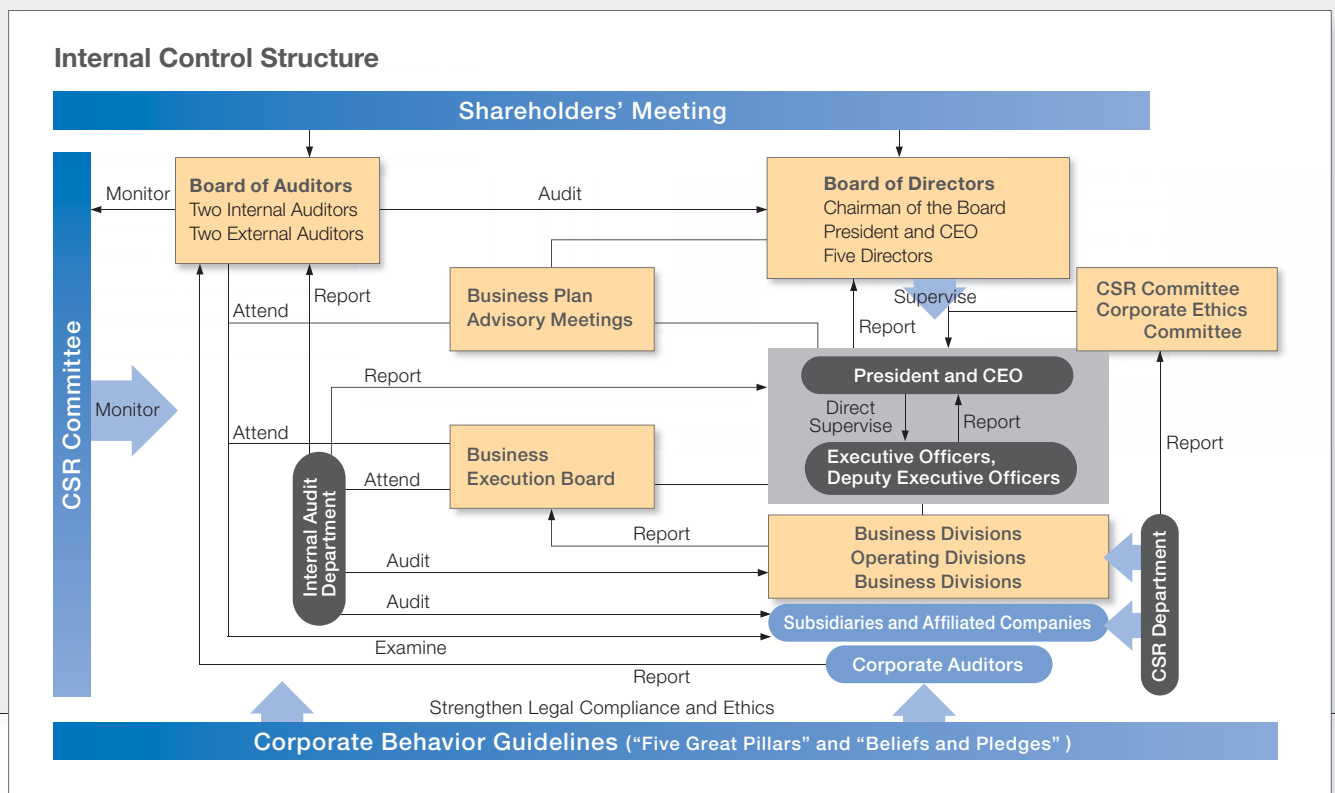 Internal Control Structure
Shareholders’ Meeting
CSR Committee
Monitor
Board of Auditors
Two Internal Auditors
Two External Auditors
Audit
Board of Directors
Chairman of the Board
President and CEO
Five Directors
Attend
Report
Business Plan
Advisory Meetings
Supervise
Report
CSR Committee
Corporate Ethics
Committee
Monitor
Report
President and CEO
Direct
Supervise
Report
Executive Officers,
Deputy Executive Officers
Report
Attend
Attend
Business
Execution Board
Internal Audit
Department
Report
Business Divisions
Operating Divisions
Business Divisions
Audit
Audit
Subsidiaries and Affiliated Companies
Examine
Corporate Auditors
Report
CSR Department
Strengthen Legal Compliance and Ethics
Corporate Behavior Guidelines (“Five Great Pillars” and “Beliefs and Pledges” )